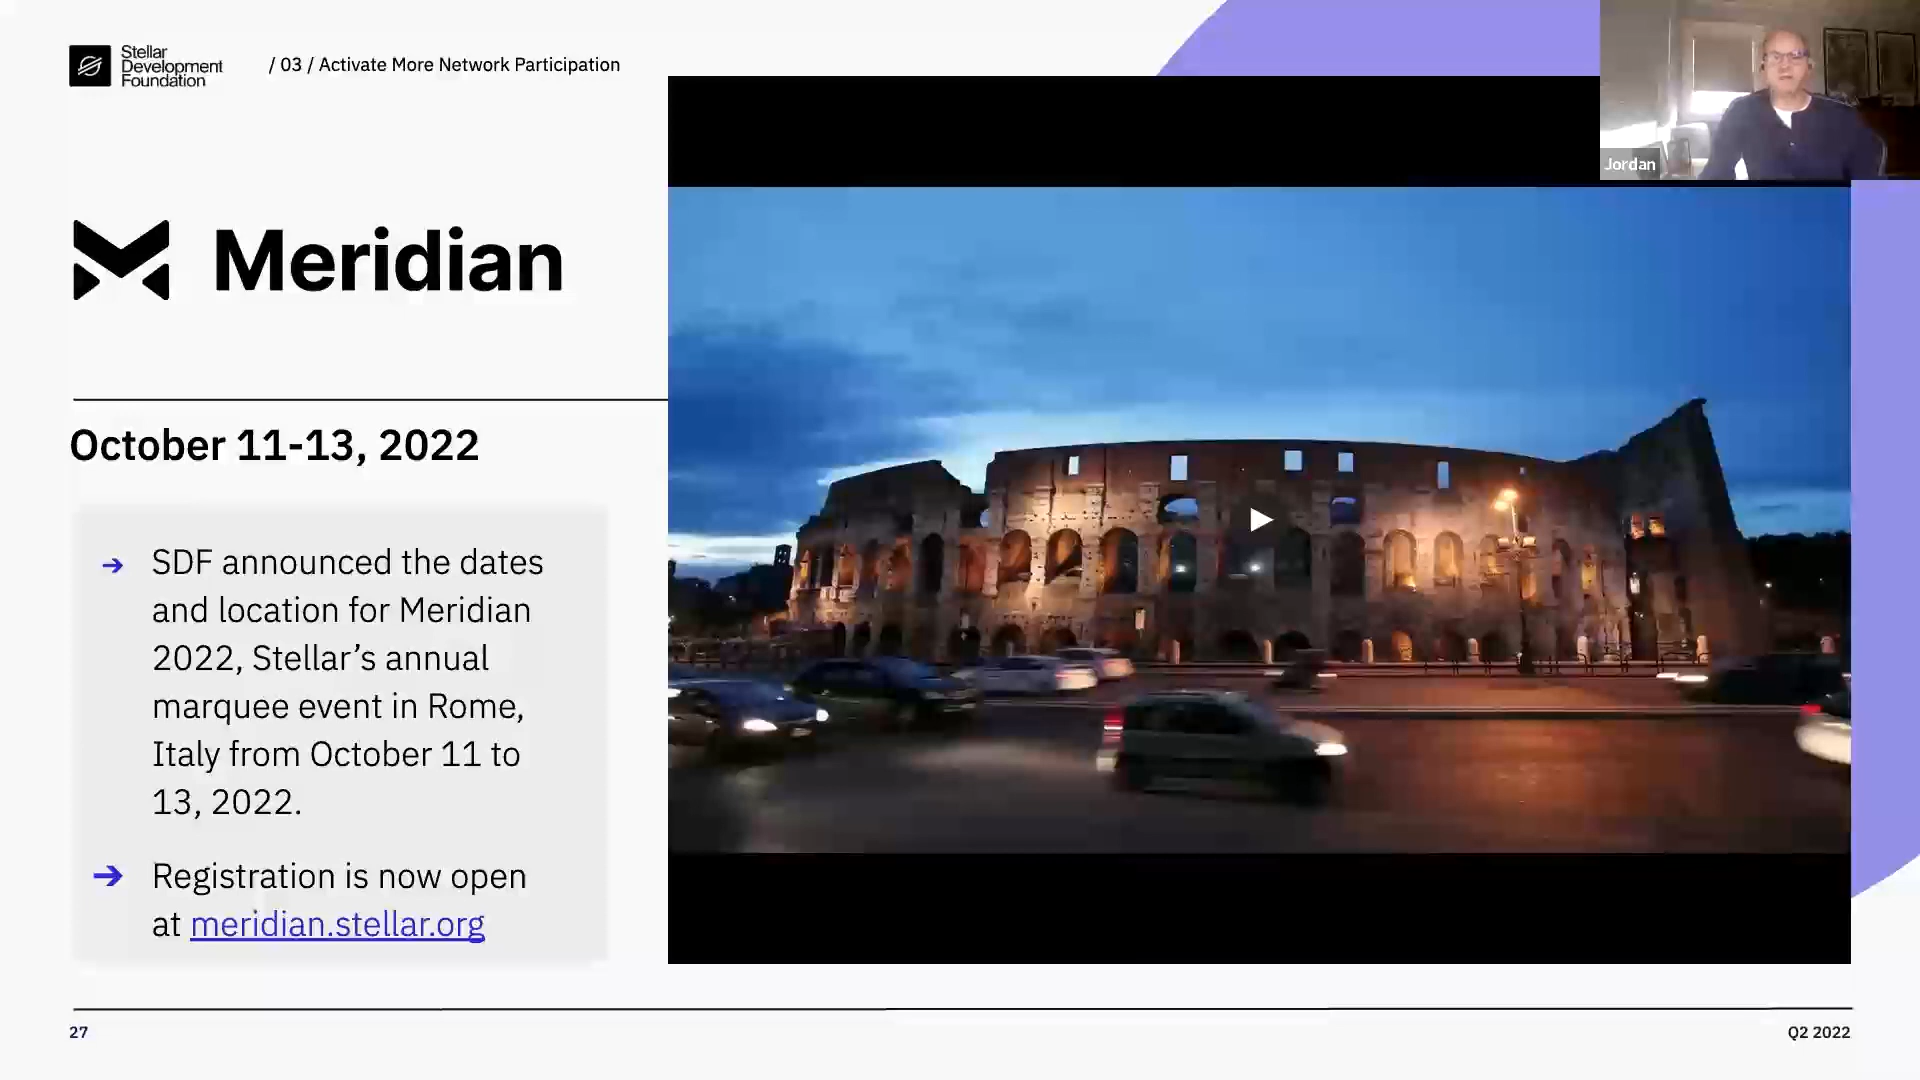 Stellar
Development
Foundation
/ 03 / Activate More Network Participation
Jordan
Meridian
October 11-13, 2022
→ SDF announced the dates
and location for Meridian
2022, Stellar’s annual
marquee event in Rome,
Italy from October 11 to
13, 2022.
→ Registration is now open
at meridian.stellar.org
27
Q2 2022